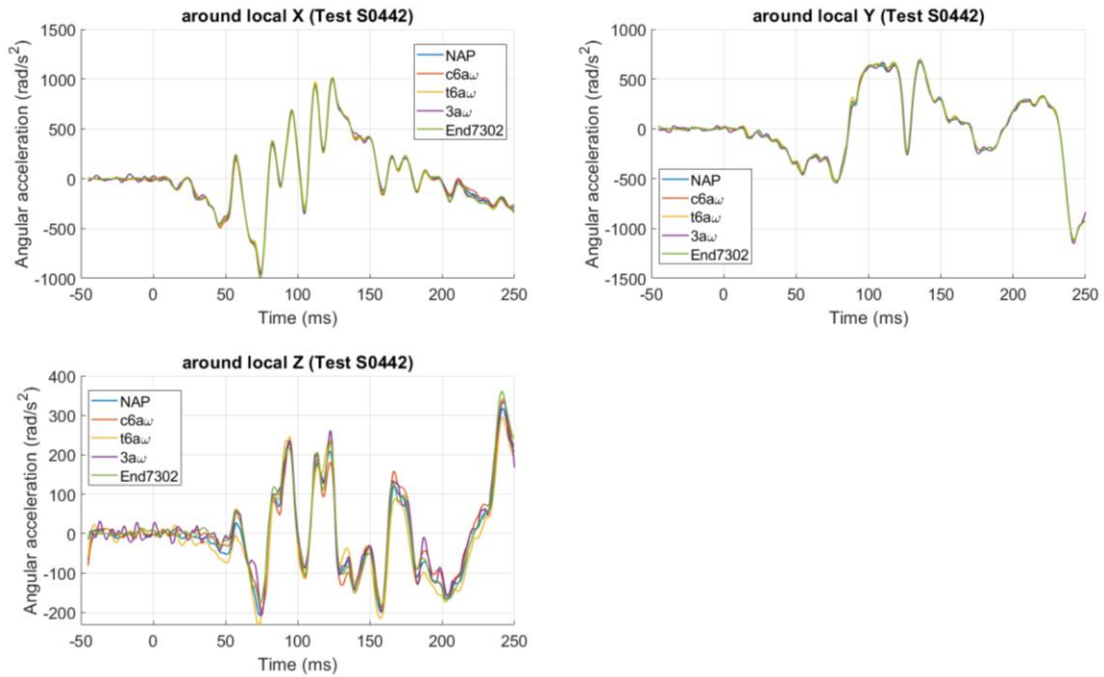 around local X (Test S0442)
Angular acceleration (rad/s²)
1500
1000
500
0
-500
-1000
NAP
c6aω
t6aω
3aω
End7302
-50 0 50 100 150 200 250
Time (ms)
around local Y (Test S0442)
Angular acceleration (rad/s²)
1000
500
0
-500
-1000
-1500
NAP
c6aω
t6aω
3aω
End7302
-50 0 50 100 150 200 250
Time (ms)
around local Z (Test S0442)
Angular acceleration (rad/s²)
400
300
200
100
0
-100
-200
NAP
c6aω
t6aω
3aω
End7302
-50 0 50 100 150 200 250
Time (ms)